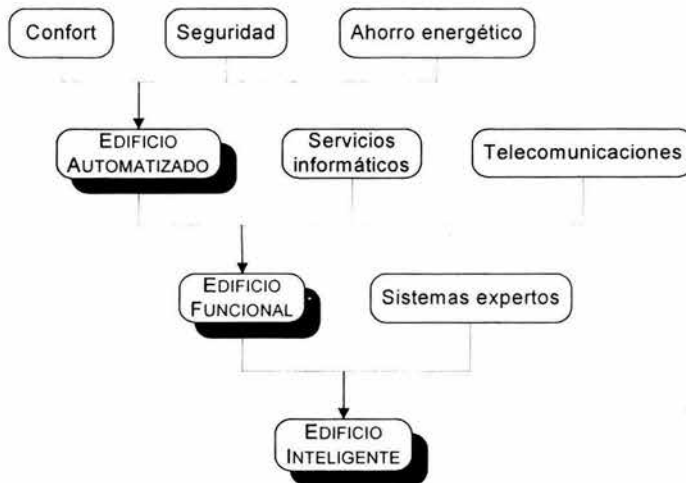 Confort
Seguridad
Ahorro energético
EDIFICIO
AUTOMATIZADO
Servicios
informáticos
Telecomunicaciones
EDIFICIO
FUNCIONAL
Sistemas expertos
EDIFICIO
INTELIGENTE